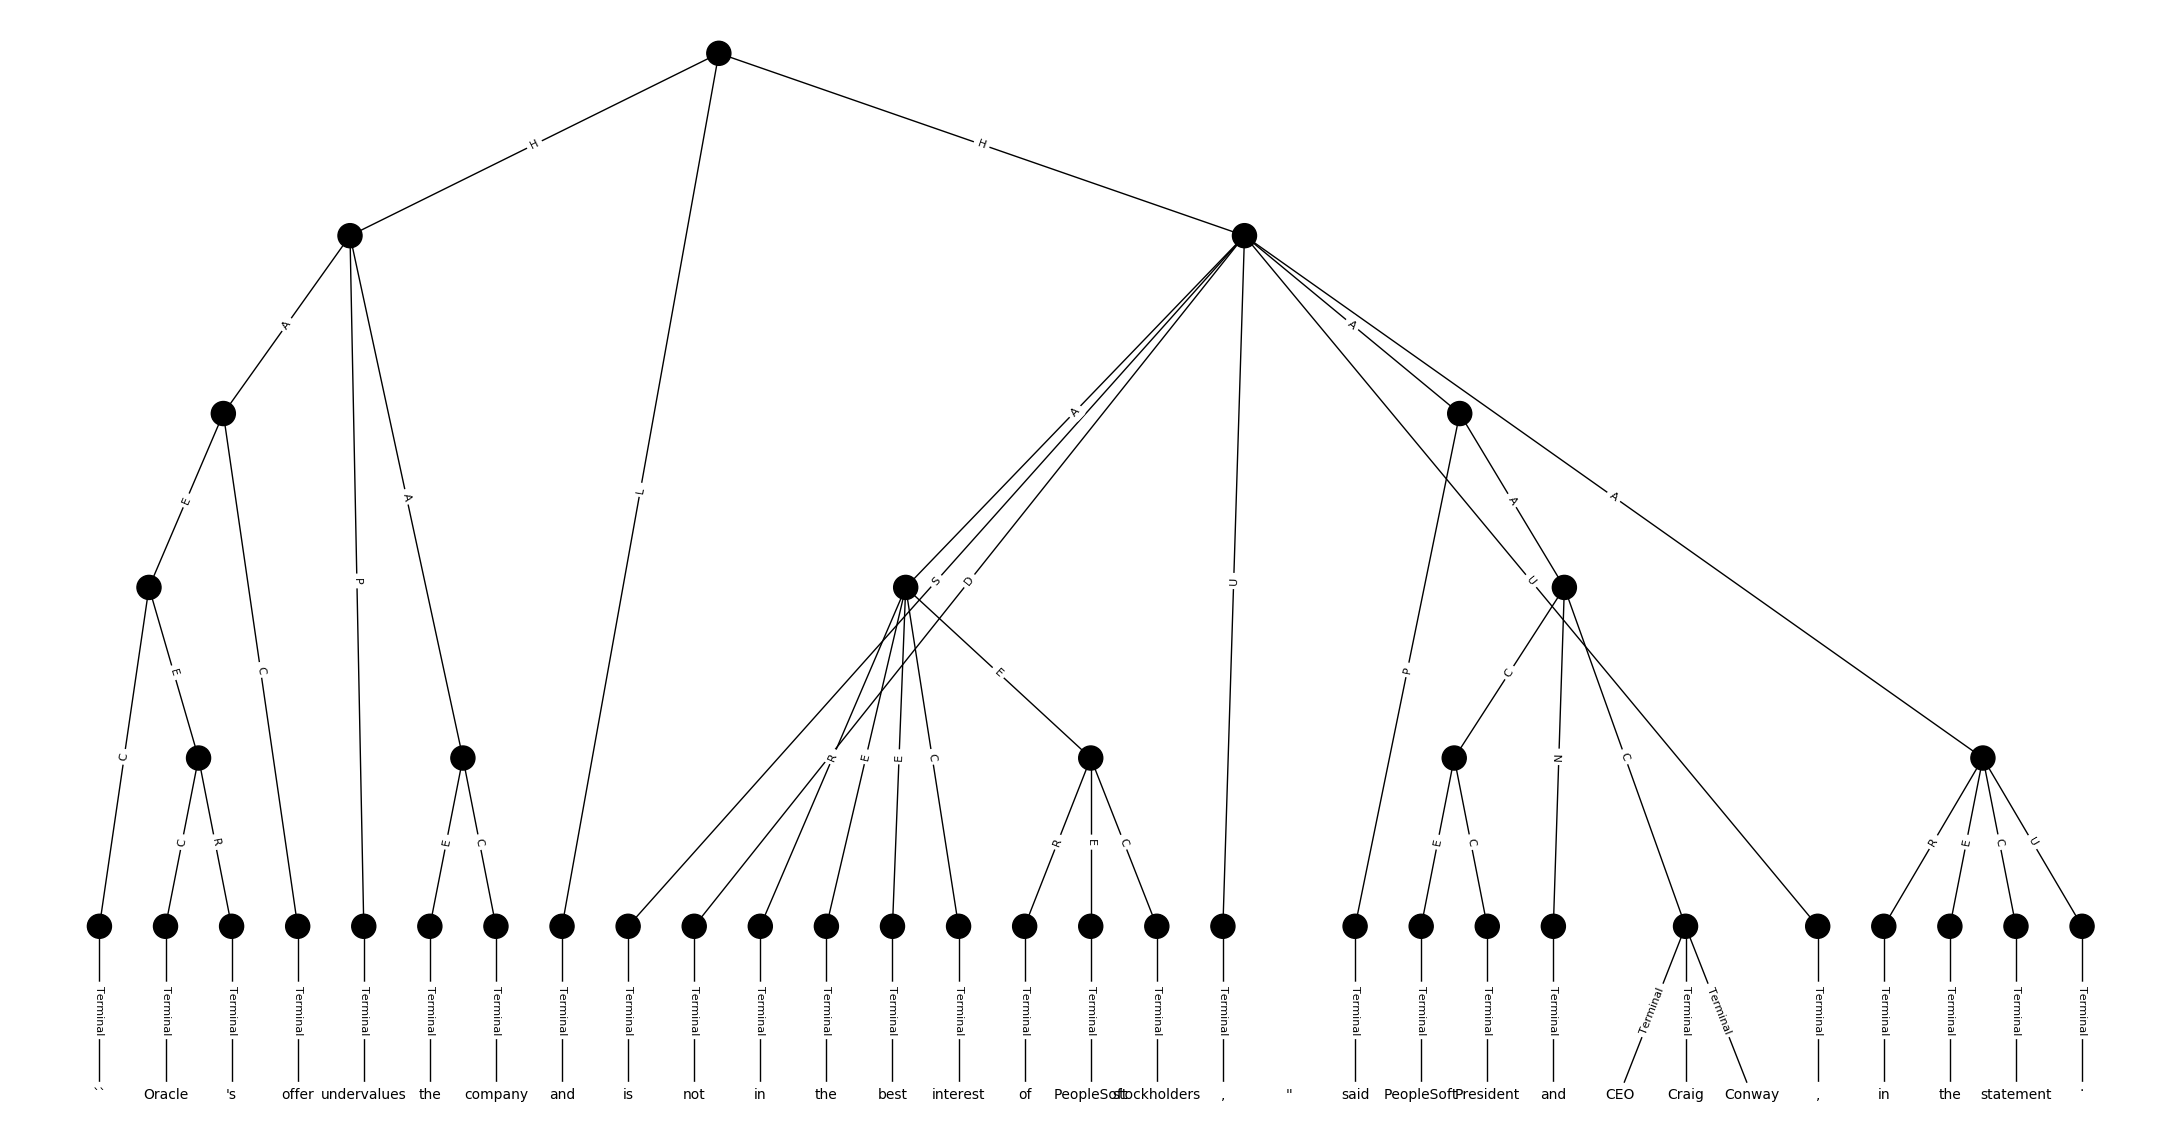 H H
A A
A
E P A L A A
S D U U
E C E P C
C R E E C N C
C R E C R E C E C R E C U
Terminal Terminal Terminal Terminal Terminal Terminal Terminal Terminal Terminal Terminal Terminal Terminal Terminal Terminal Terminal Terminal Terminal Terminal Terminal Terminal Terminal Terminal Terminal Terminal Terminal Terminal Terminal Terminal Terminal Terminal
`` Oracle 's offer undervalues the company and is not in the best interest of PeopleSoft stockholders , " said PeopleSoft President and CEO Craig Conway , in the statement .